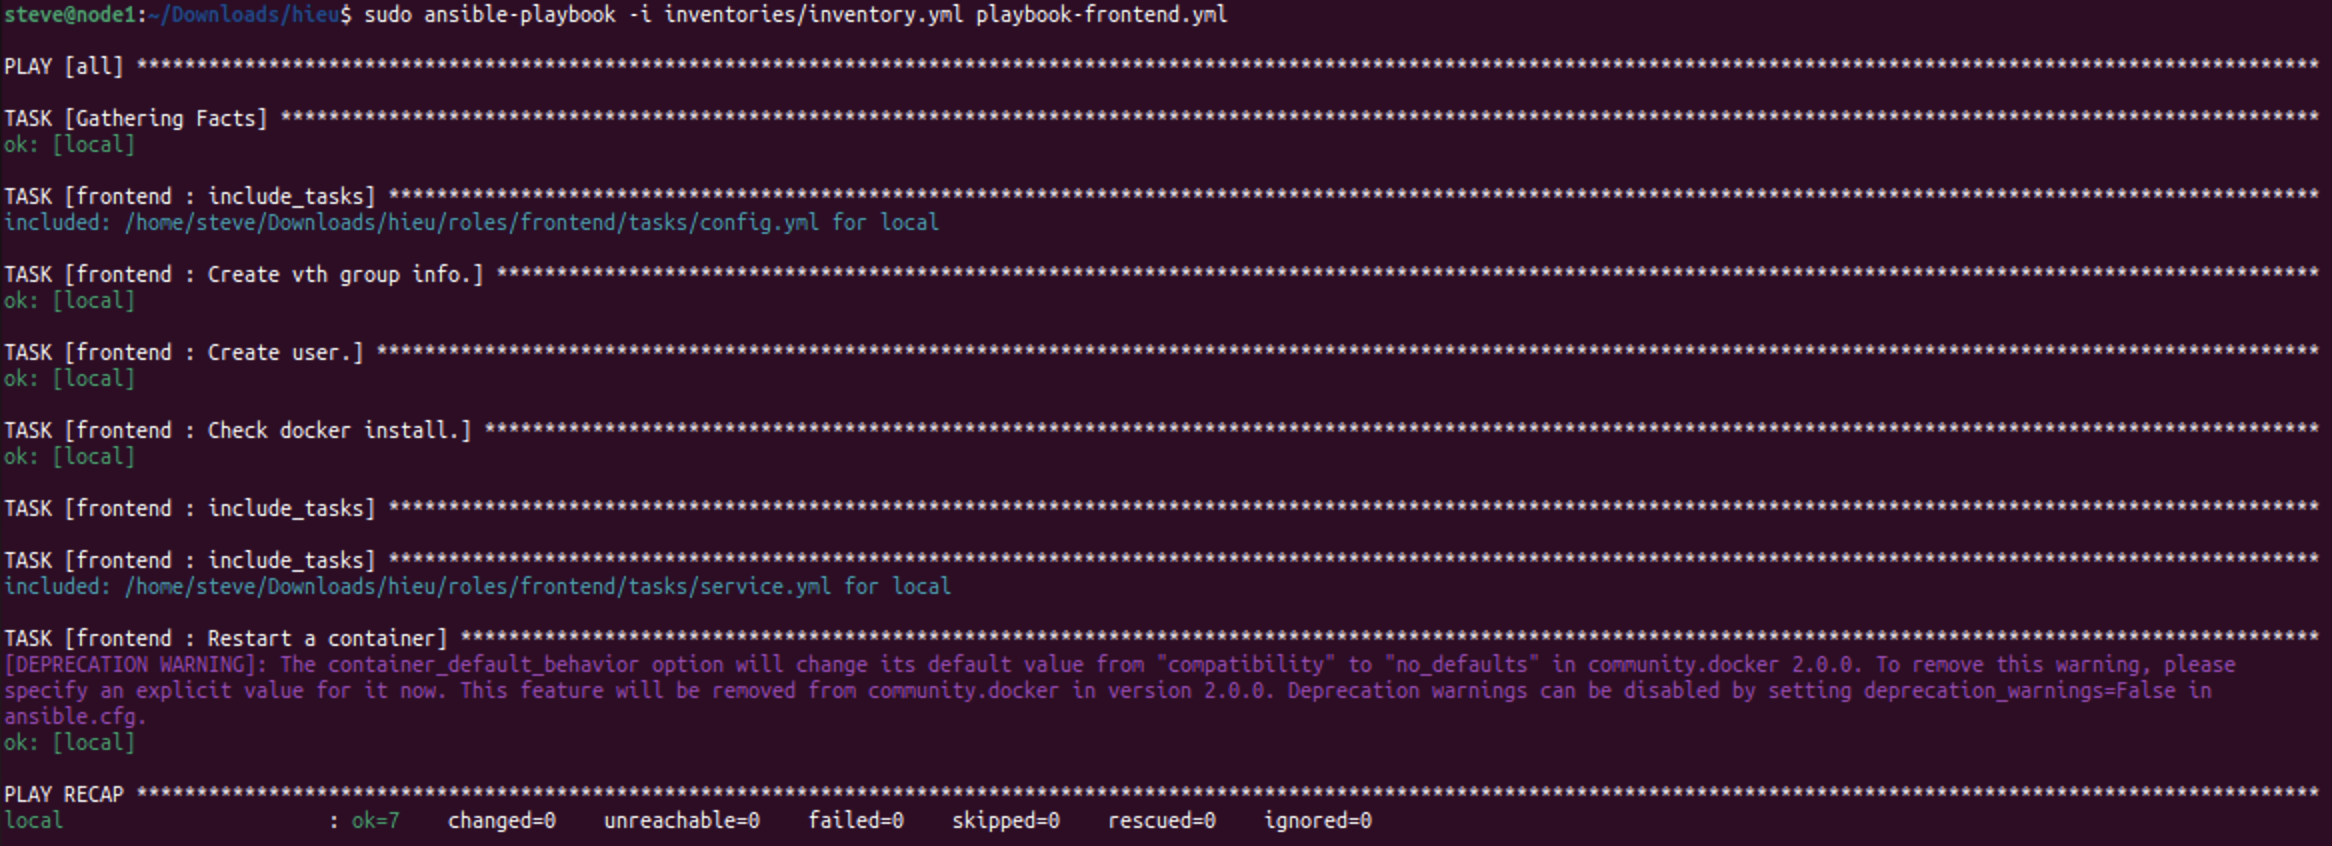 steve@node1:~/Downloads/hieu$ sudo ansible-playbook -i inventories/inventory.yml playbook-frontend.yml
PLAY [all] **************************************************************************************************************************************************************************************
TASK [Gathering Facts] **************************************************************************************************************************************************************************
ok: [local]
TASK [frontend : include_tasks] *****************************************************************************************************************************************************************
included: /home/steve/Downloads/hieu/roles/frontend/tasks/config.yml for local
TASK [frontend : Create vth group info.] ********************************************************************************************************************************************************
ok: [local]
TASK [frontend : Create user.] ******************************************************************************************************************************************************************
ok: [local]
TASK [frontend : Check docker install.] *********************************************************************************************************************************************************
ok: [local]
TASK [frontend : include_tasks] *****************************************************************************************************************************************************************
TASK [frontend : include_tasks] *****************************************************************************************************************************************************************
included: /home/steve/Downloads/hieu/roles/frontend/tasks/service.yml for local
TASK [frontend : Restart a container] ***********************************************************************************************************************************************************
[DEPRECATION WARNING]: The container_default_behavior option will change its default value from "compatibility" to "no_defaults" in community.docker 2.0.0. To remove this warning, please
specify an explicit value for it now. This feature will be removed from community.docker in version 2.0.0. Deprecation warnings can be disabled by setting deprecation_warnings=False in
ansible.cfg.
ok: [local]
PLAY RECAP **************************************************************************************************************************************************************************************
local                      : ok=7    changed=0    unreachable=0    failed=0    skipped=0    rescued=0    ignored=0